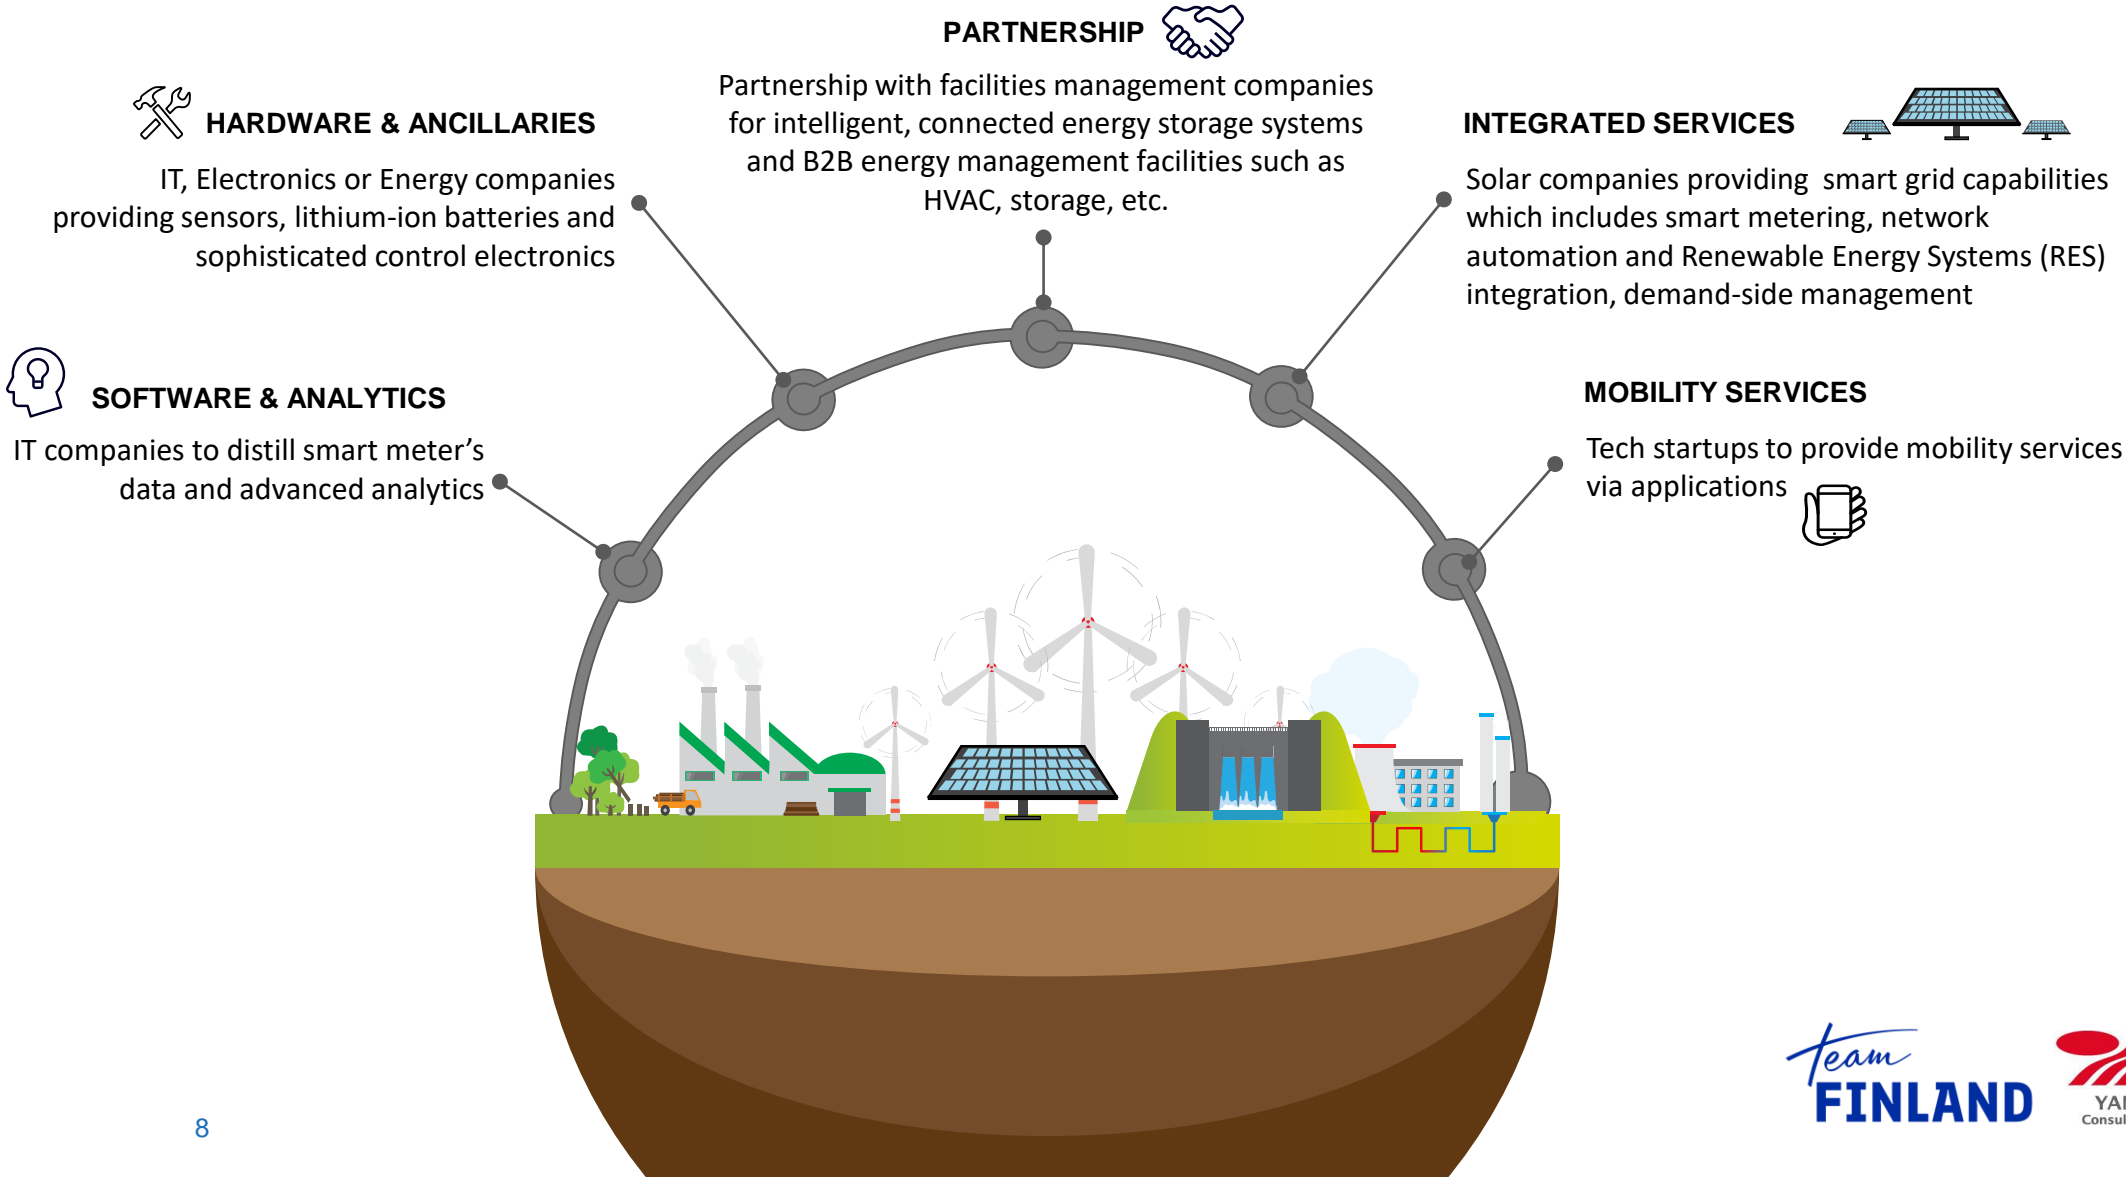 PARTNERSHIP
Partnership with facilities management companies
for intelligent, connected energy storage systems
and B2B energy management facilities such as
HVAC, storage, etc.
HARDWARE & ANCILLARIES
IT, Electronics or Energy companies
providing sensors, lithium-ion batteries and
sophisticated control electronics
INTEGRATED SERVICES
Solar companies providing smart grid capabilities
which includes smart metering, network
automation and Renewable Energy Systems (RES)
integration, demand-side management
SOFTWARE & ANALYTICS
IT companies to distill smart meter's
data and advanced analytics
MOBILITY SERVICES
Tech startups to provide mobility services
via applications
Team
FINLAND
8